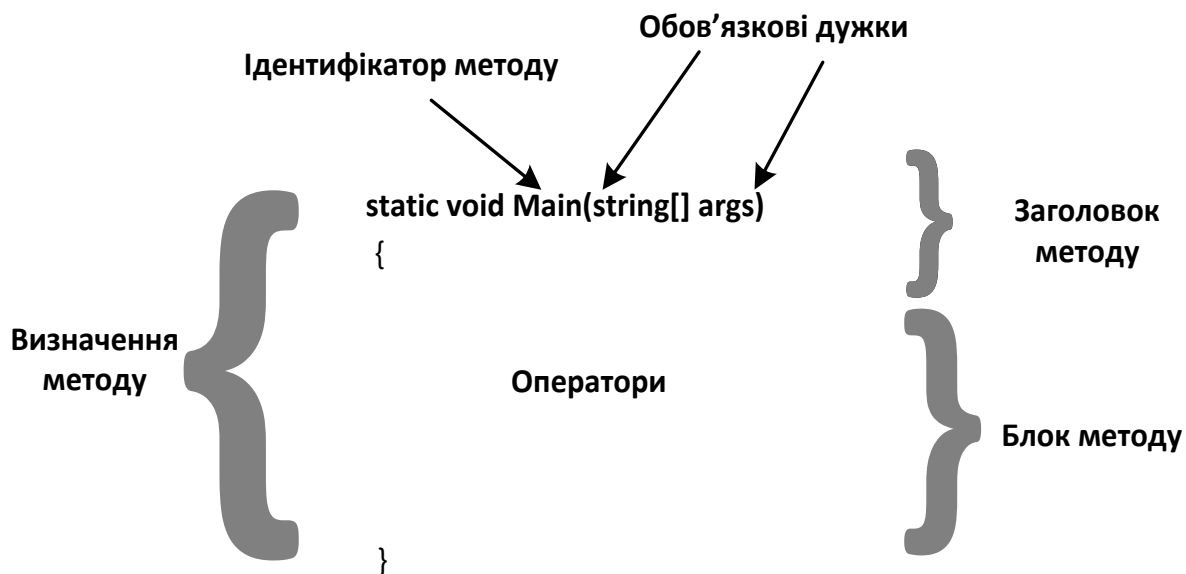 Обов’язкові дужки
Ідентифікатор методу
static void Main(string[] args)
{
Заголовок
методу
Визначення
методу
Оператори
Блок методу
}